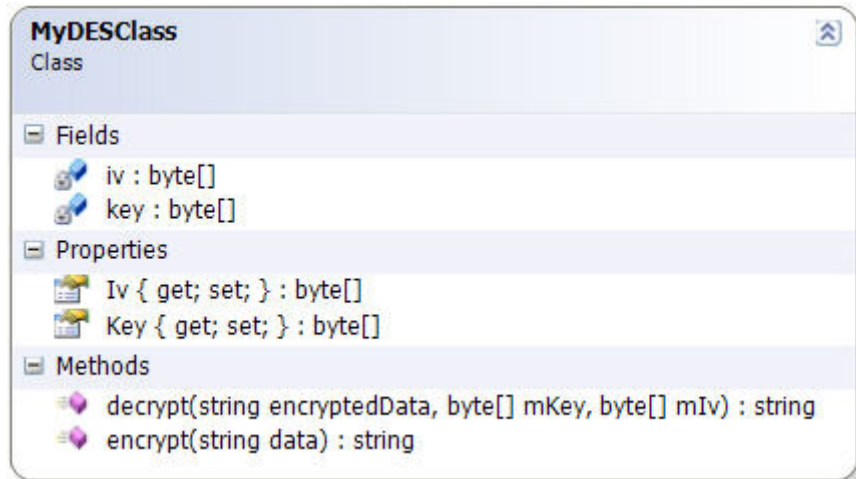 MyDESClass
Class
Fields
iv : byte[]
key : byte[]
Properties
Iv { get; set; } : byte[]
Key { get; set; } : byte[]
Methods
decrypt(string encryptedData, byte[] mKey, byte[] mIv) : string
encrypt(string data) : string